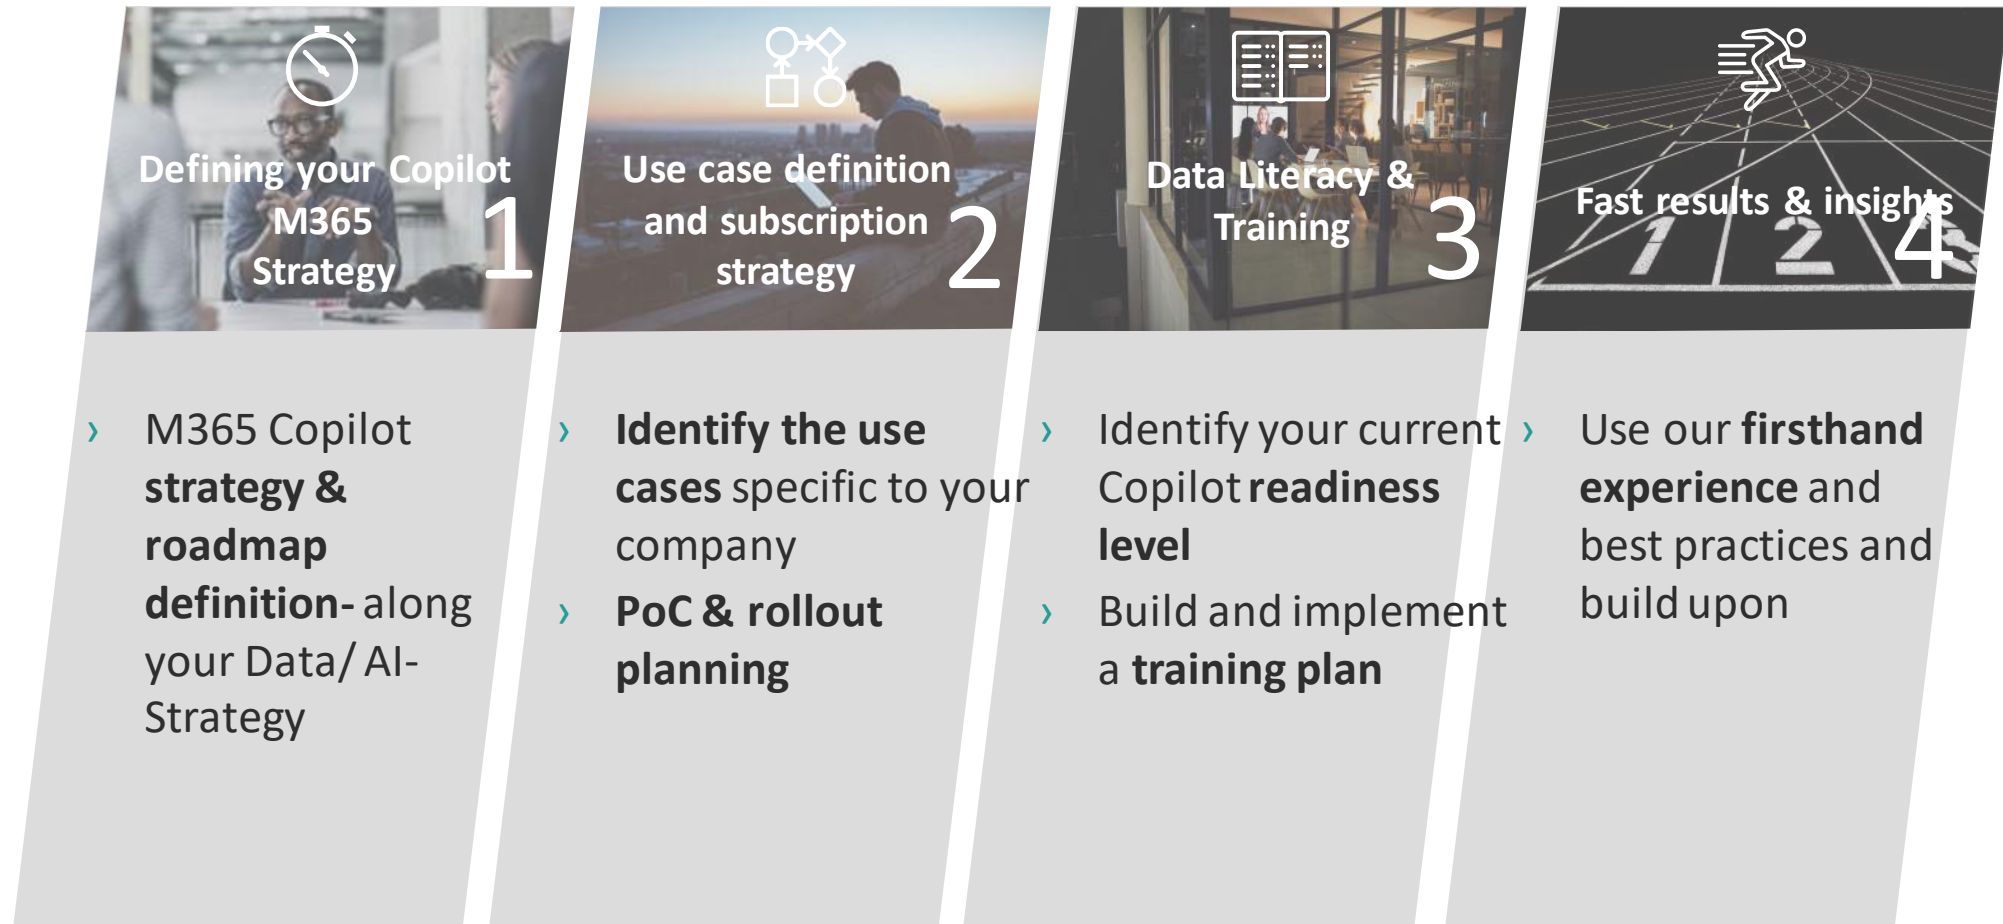 Defining your Copilot
M365
Strategy
1
M365 Copilot
strategy &
roadmap
definition- along
your Data/ AI-
Strategy
Use case definition
and subscription
strategy
2
Identify the use
cases specific to your
company
PoC & rollout
planning
Data Literacy &
Training
3
Identify your current
Copilot readiness
level
Build and implement
a training plan
Fast results & insights
4
1 2 3
Use our firsthand
experience and
best practices and
build upon